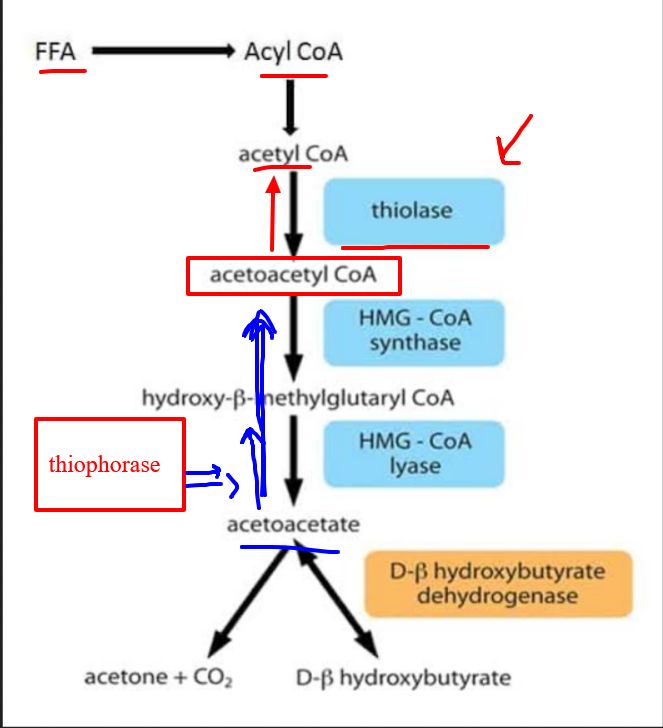 FFA
Acyl CoA
acetyl CoA
thiolase
acetoacetyl CoA
HMG - CoA
synthase
hydroxy-β-methylglutaryl CoA
HMG - CoA
lyase
thiophorase
acetoacetate
D-β hydroxybutyrate
dehydrogenase
acetone + CO₂
D-β hydroxybutyrate